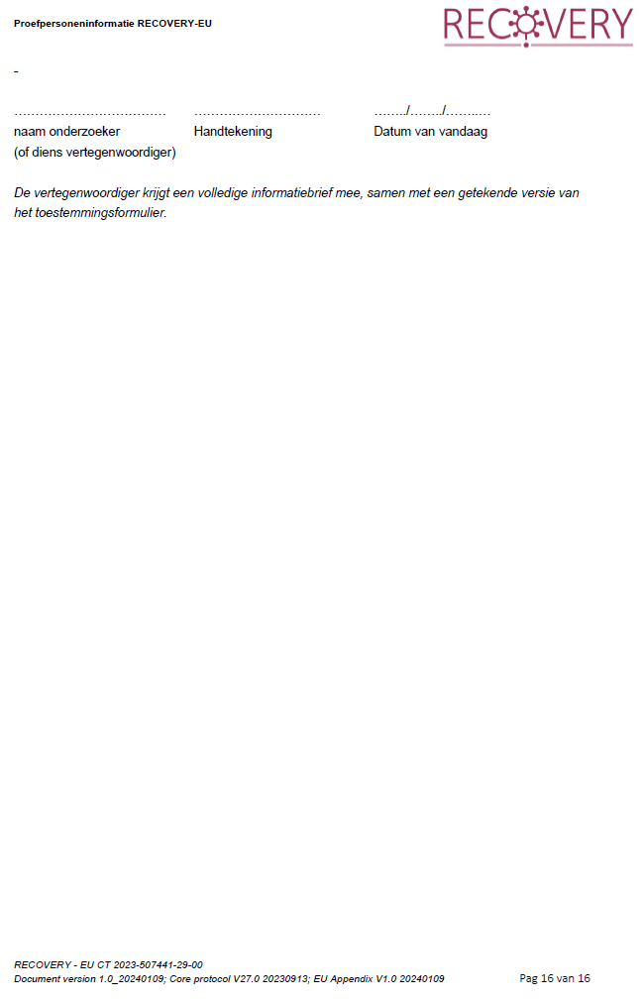 Proefpersoneninformatie RECOVERY-EU
RECOVERY
–
………………………………  …………………………  ……../……../……..…
naam onderzoeker  Handtekening  Datum van vandaag
(of diens vertegenwoordiger)
De vertegenwoordiger krijgt een volledige informatiebrief mee, samen met een getekende versie van
het toestemmingsformulier.
RECOVERY - EU CT 2023-507441-29-00
Document version 1.0_20240109; Core protocol V27.0 20230913; EU Appendix V1.0 20240109  Pag 16 van 16